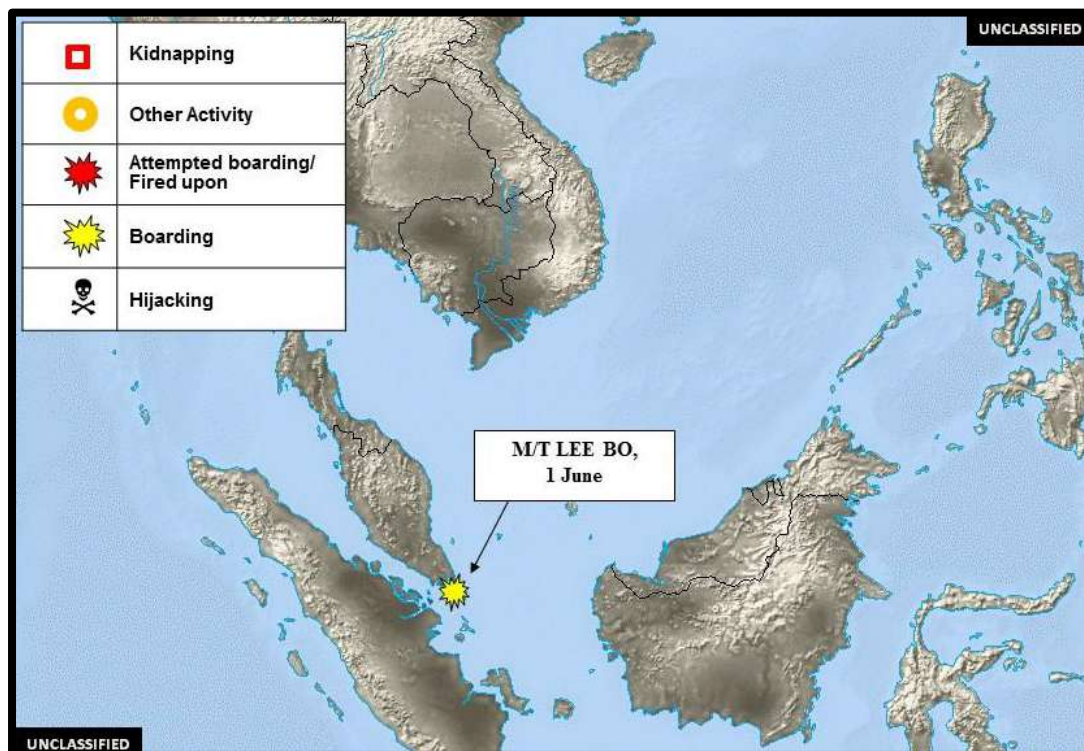 UNCLASSIFIED
Kidnapping
Other Activity
Attempted boarding/
Fired upon
Boarding
Hijacking
M/T LEE BO,
1 June
UNCLASSIFIED